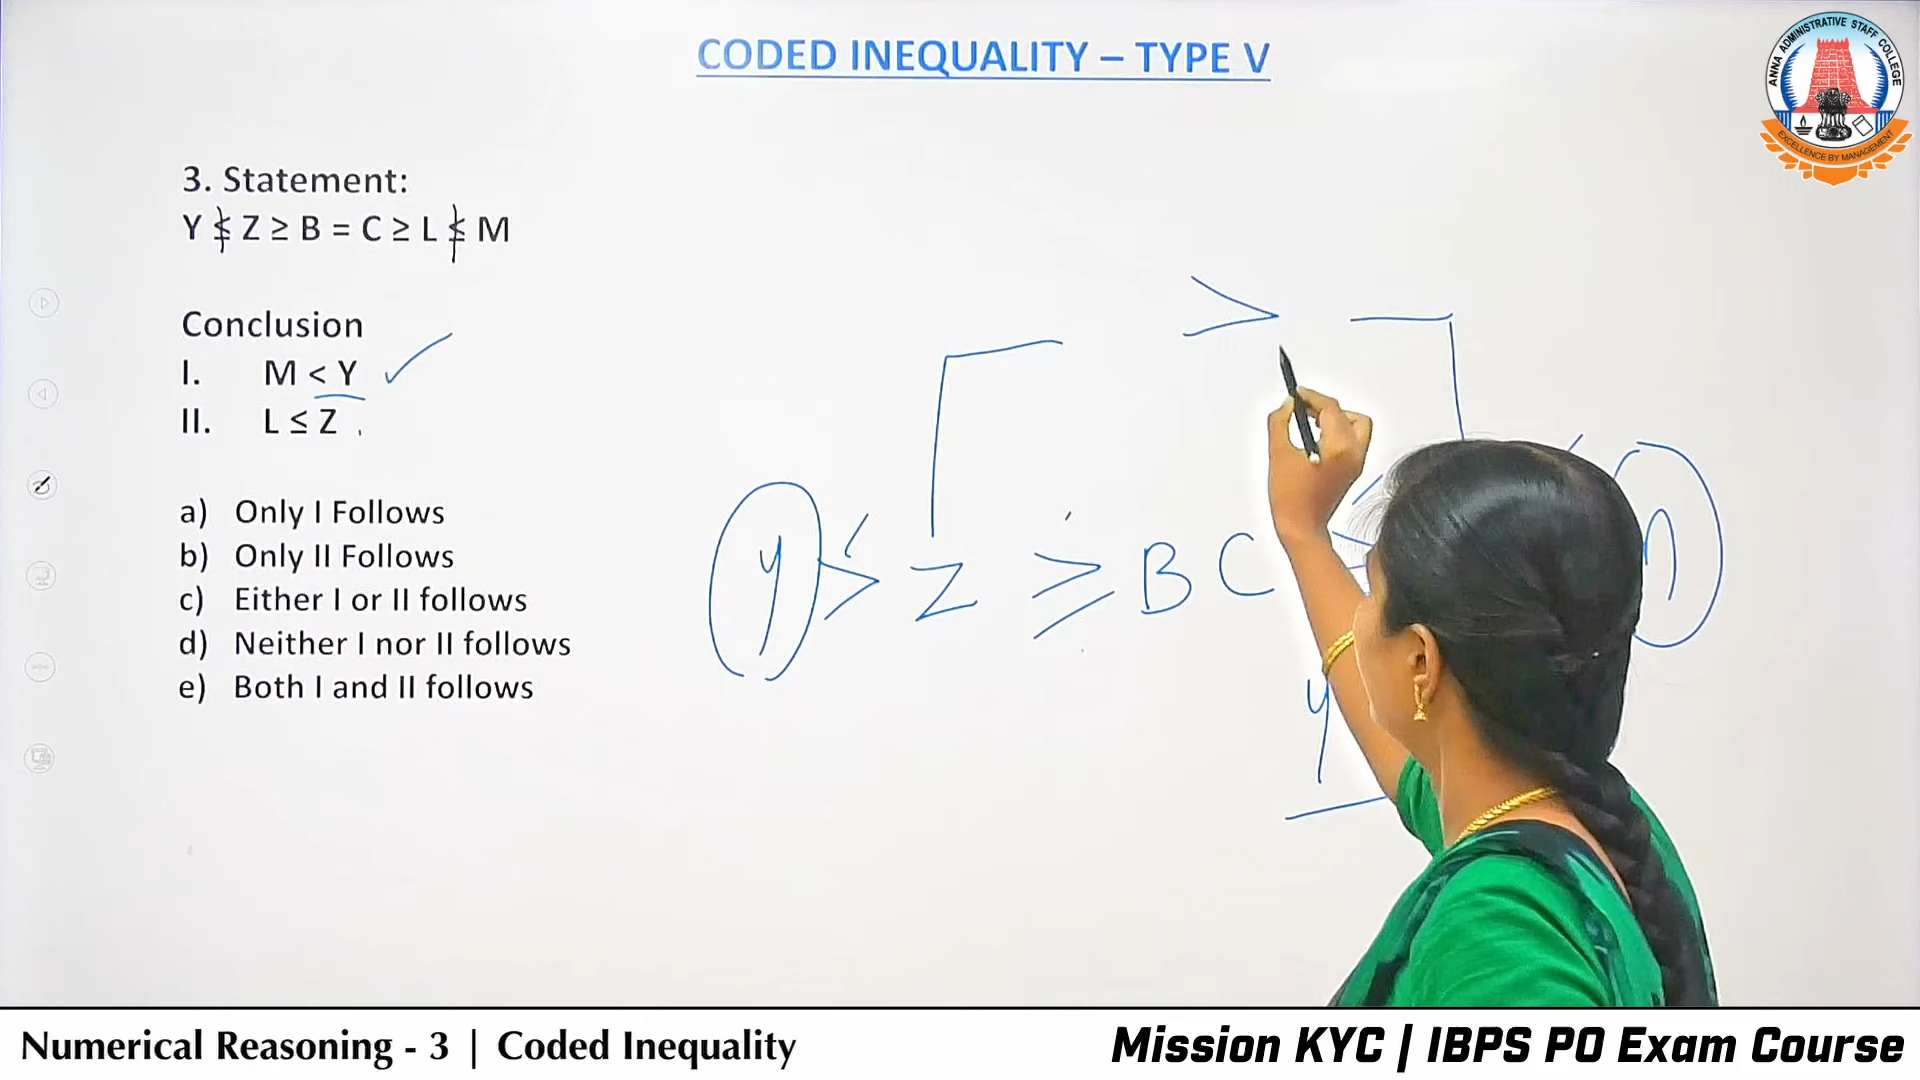 CODED INEQUALITY – TYPE V
ANNA ADMINISTRATIVE STAFF COLLEGE
EXCELLENCE BY MANAGEMENT
3. Statement:
Y ≰ Z ≥ B = C ≥ L ≰ M
Conclusion
I. M < Y
II. L ≤ Z
a) Only I Follows
b) Only II Follows
c) Either I or II follows
d) Neither I nor II follows
e) Both I and II follows
>
y > Z ≥ B C
y
Numerical Reasoning - 3 | Coded Inequality
Mission KYC | IBPS PO Exam Course